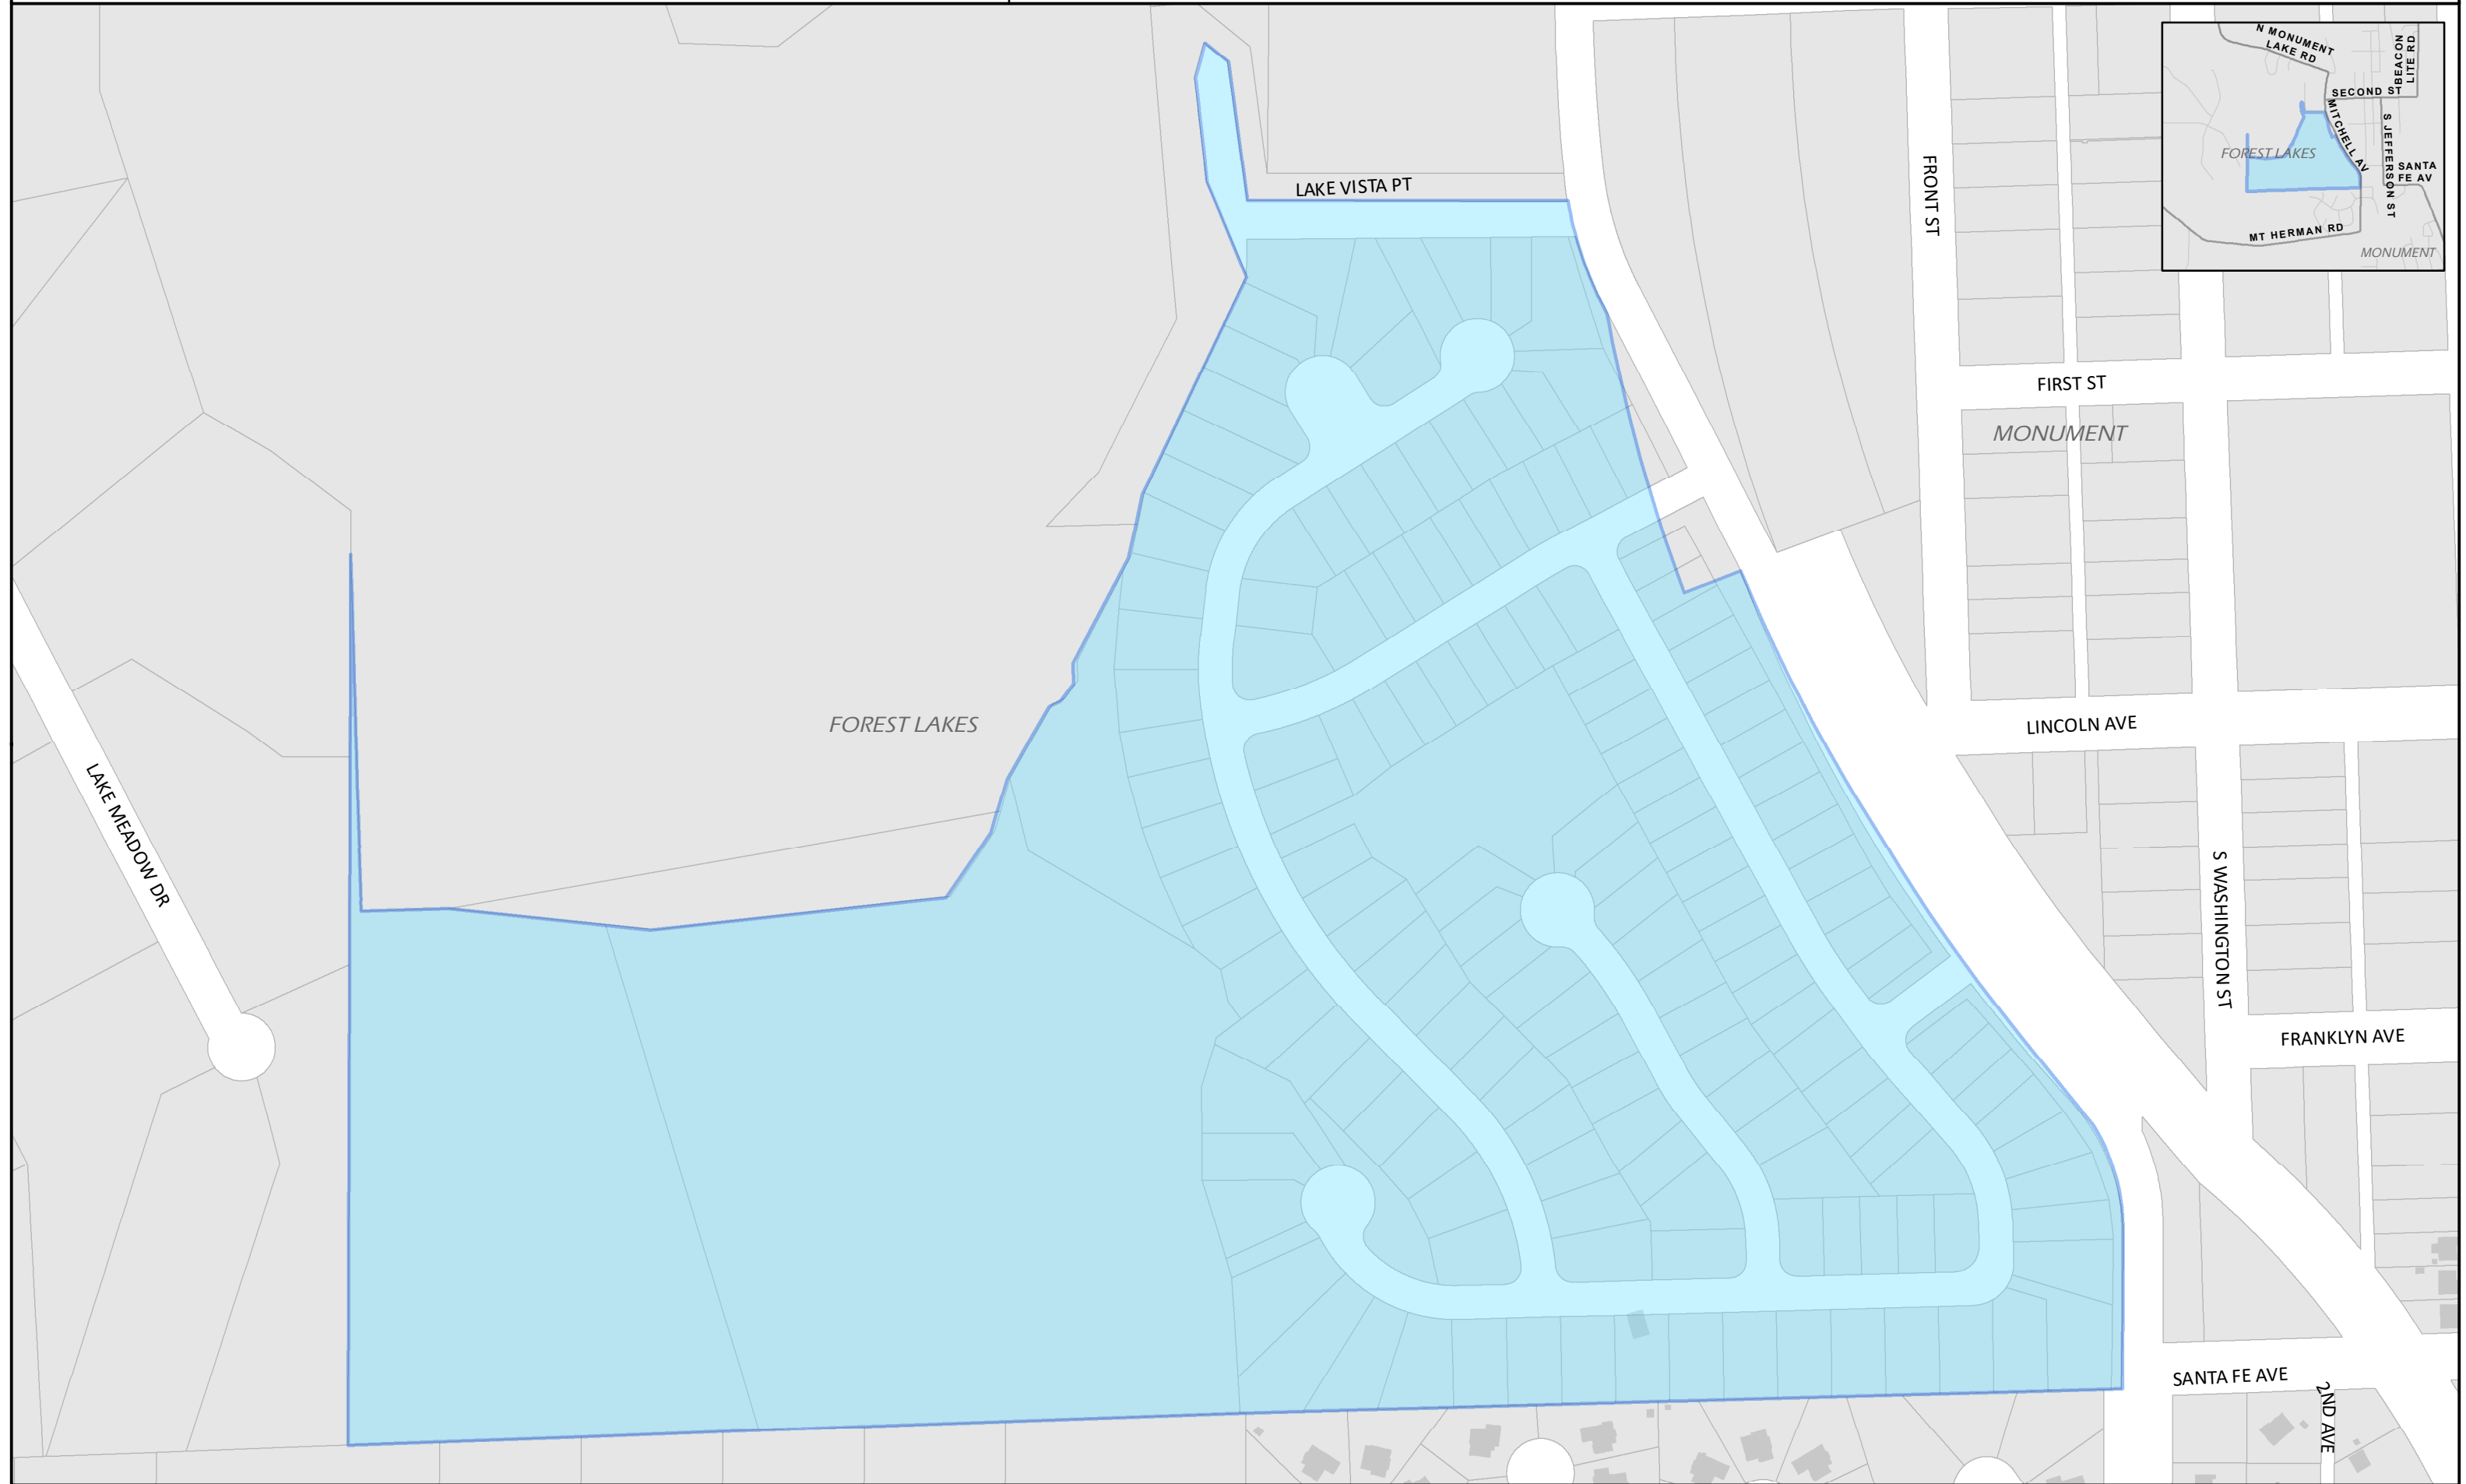 N MONUMENT
LAKE RD
BEACON
LITE RD
SECOND ST
MITCHELL AV
S JEFFERSON ST
FOREST LAKES
SANTA
FE AV
MT HERMAN RD
MONUMENT
LAKE VISTA PT
FRONT ST
FIRST ST
MONUMENT
FOREST LAKES
LINCOLN AVE
LAKE MEADOW DR
S WASHINGTON ST
FRANKLYN AVE
SANTA FE AVE
2ND AVE